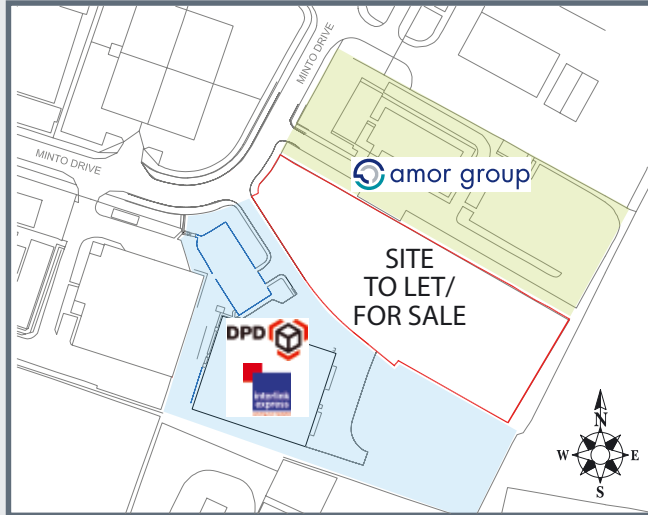 MINTO DRIVE
MINTO DRIVE
amor group
SITE
TO LET/
FOR SALE
DPD
interlink
express
N
W E
S